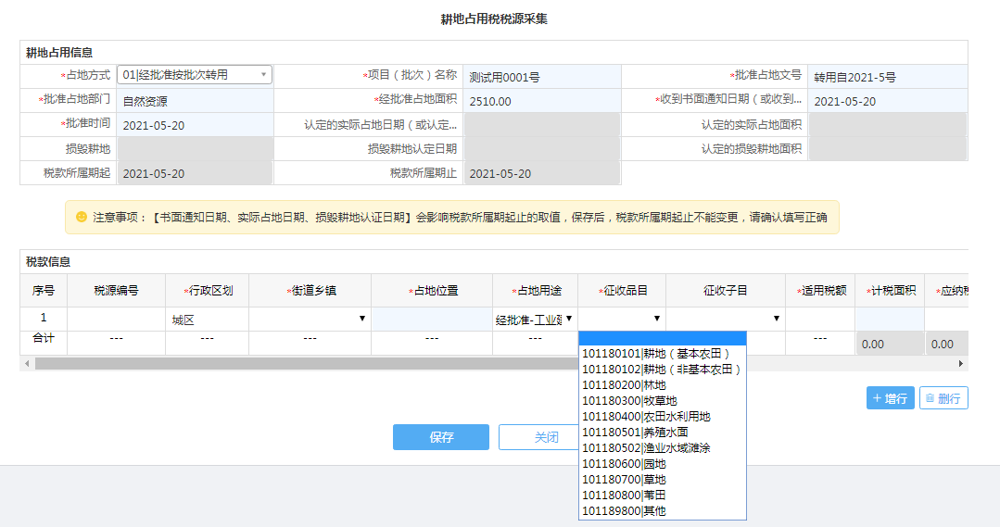 耕地占用税税源采集
耕地占用信息
*占地方式 01|经批准按批次转用 *项目（批次）名称 测试用0001号 *批准占地文号 转用自2021-5号
*批准占地部门 自然资源 *经批准占地面积 2510.00 *收到书面通知日期（或收到...  2021-05-20
*批准时间 2021-05-20 认定的实际占地日期（或认定... 认定的实际占地面积
损毁耕地 损毁耕地认定日期 认定的损毁耕地面积
税款所属期起 2021-05-20 税款所属期止 2021-05-20
注意事项：【书面通知日期、实际占地日期、损毁耕地认证日期】会影响税款所属期起止的取值，保存后，税款所属期起止不能变更，请确认填写正确
税款信息
序号 税源编号 *行政区划 *街道乡镇 *占地位置 *占地用途 *征收品目 征收子目 *适用税额 *计税面积 *应纳
1 城区 经批准-工业
合计 --- --- --- --- --- --- 0.00 0.00
101180101|耕地（基本农田）
101180102|耕地（非基本农田）
101180200|林地
101180300|牧草地
101180400|农田水利用地
101180501|养殖水面
101180502|渔业水域滩涂
101180600|园地
101180700|草地
101180800|苇田
101189800|其他
+ 增行 删行
保存 关闭